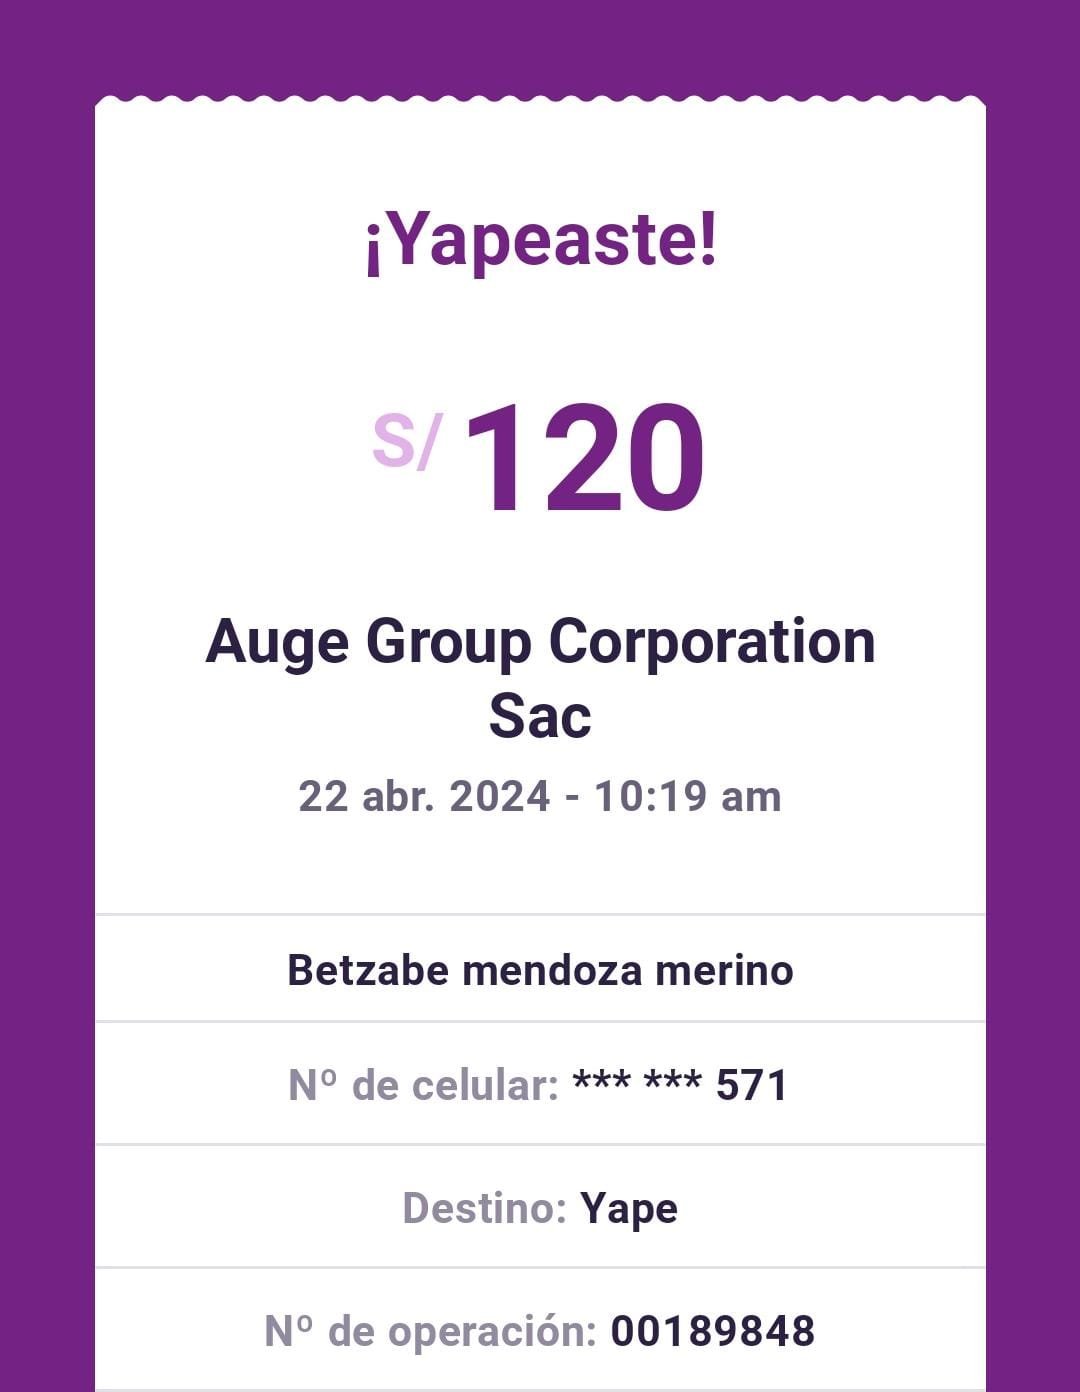 ¡Yapeaste!
S/ 120
Auge Group Corporation
Sac
22 abr. 2024 - 10:19 am
Betzabe mendoza merino
Nº de celular: *** *** 571
Destino: Yape
Nº de operación: 00189848